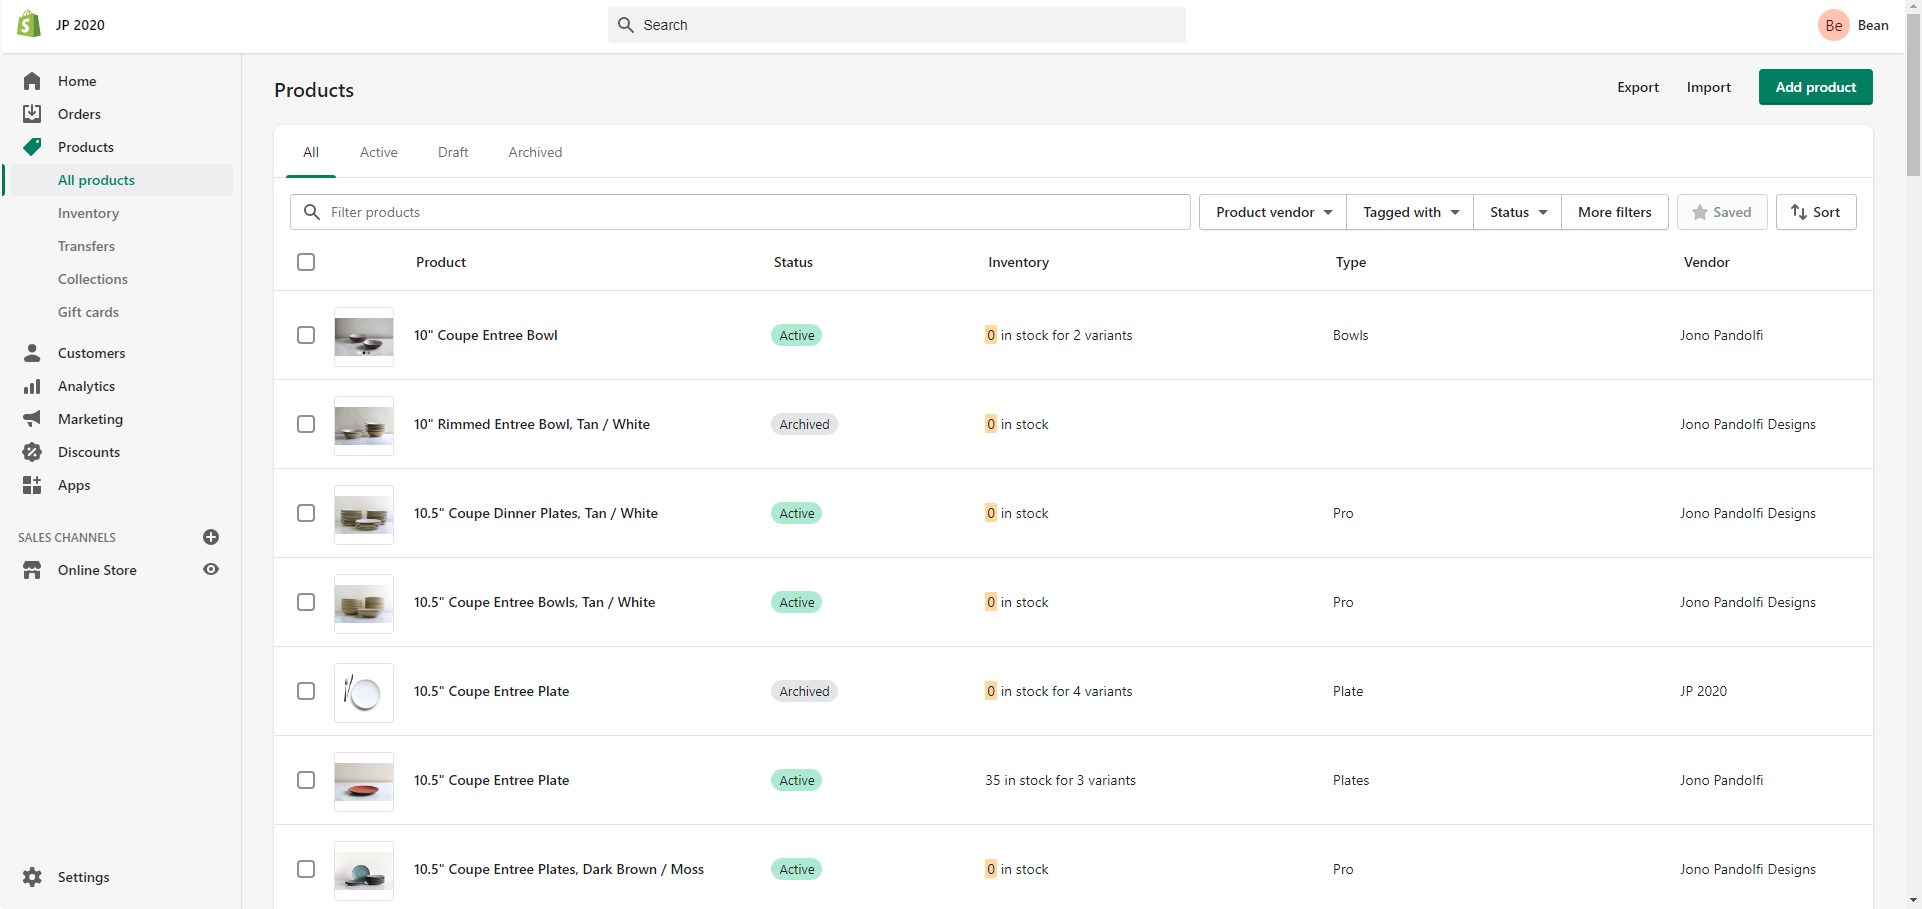 JP 2020
Search
Be Bean
Home
Orders
Products
All products
Inventory
Transfers
Collections
Gift cards
Customers
Analytics
Marketing
Discounts
Apps
SALES CHANNELS
Online Store
Settings
Products
Export Import Add product
All Active Draft Archived
Filter products Product vendor Tagged with Status More filters Saved Sort
Product Status Inventory Type Vendor
10" Coupe Entree Bowl Active 0 in stock for 2 variants Bowls Jono Pandolfi
10" Rimmed Entree Bowl, Tan / White Archived 0 in stock Jono Pandolfi Designs
10.5" Coupe Dinner Plates, Tan / White Active 0 in stock Pro Jono Pandolfi Designs
10.5" Coupe Entree Bowls, Tan / White Active 0 in stock Pro Jono Pandolfi Designs
10.5" Coupe Entree Plate Archived 0 in stock for 4 variants Plate JP 2020
10.5" Coupe Entree Plate Active 35 in stock for 3 variants Plates Jono Pandolfi
10.5" Coupe Entree Plates, Dark Brown / Moss Active 0 in stock Pro Jono Pandolfi Designs